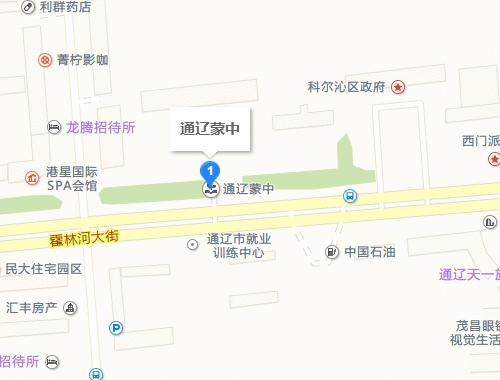 利群药店
菁柠影咖
科尔沁区政府
龙腾招待所
通辽蒙中
西门派
港星国际
SPA会馆
1
通辽蒙中
霍林河大街
通辽市就业
训练中心
中国石油
民大住宅园区
通辽天一旅
汇丰房产
P
茂昌眼镜
视觉生活
招待所